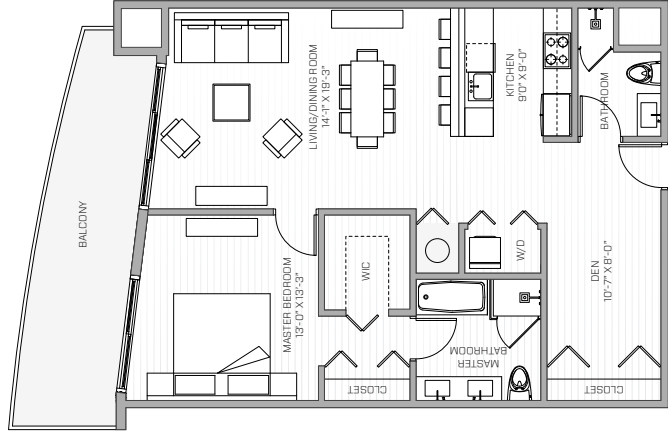 BALCONY
LIVING/DINING ROOM
14'-1" X 19'-3"
KITCHEN
9'0" X 9'-0"
BATHROOM
MASTER BEDROOM
13'-0" X13'-3"
WIC
W/D
DEN
10'-7" X 8'-0"
MASTER
BATHROOM
CLOSET
CLOSET